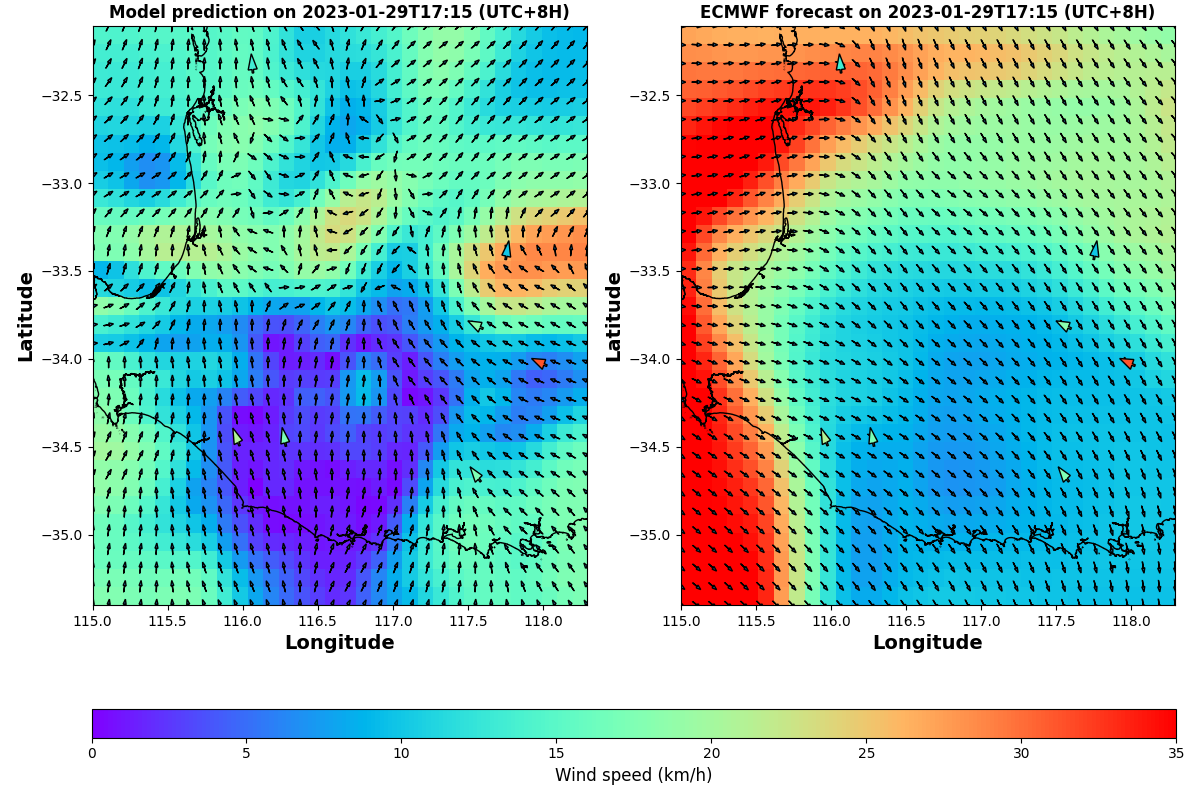 Model prediction on 2023-01-29T17:15 (UTC+8H)
ECMWF forecast on 2023-01-29T17:15 (UTC+8H)
Latitude
−32.5
−33.0
−33.5
−34.0
−34.5
−35.0
115.0 115.5 116.0 116.5 117.0 117.5 118.0
Longitude
Latitude
−32.5
−33.0
−33.5
−34.0
−34.5
−35.0
115.0 115.5 116.0 116.5 117.0 117.5 118.0
Longitude
0 5 10 15 20 25 30 35
Wind speed (km/h)